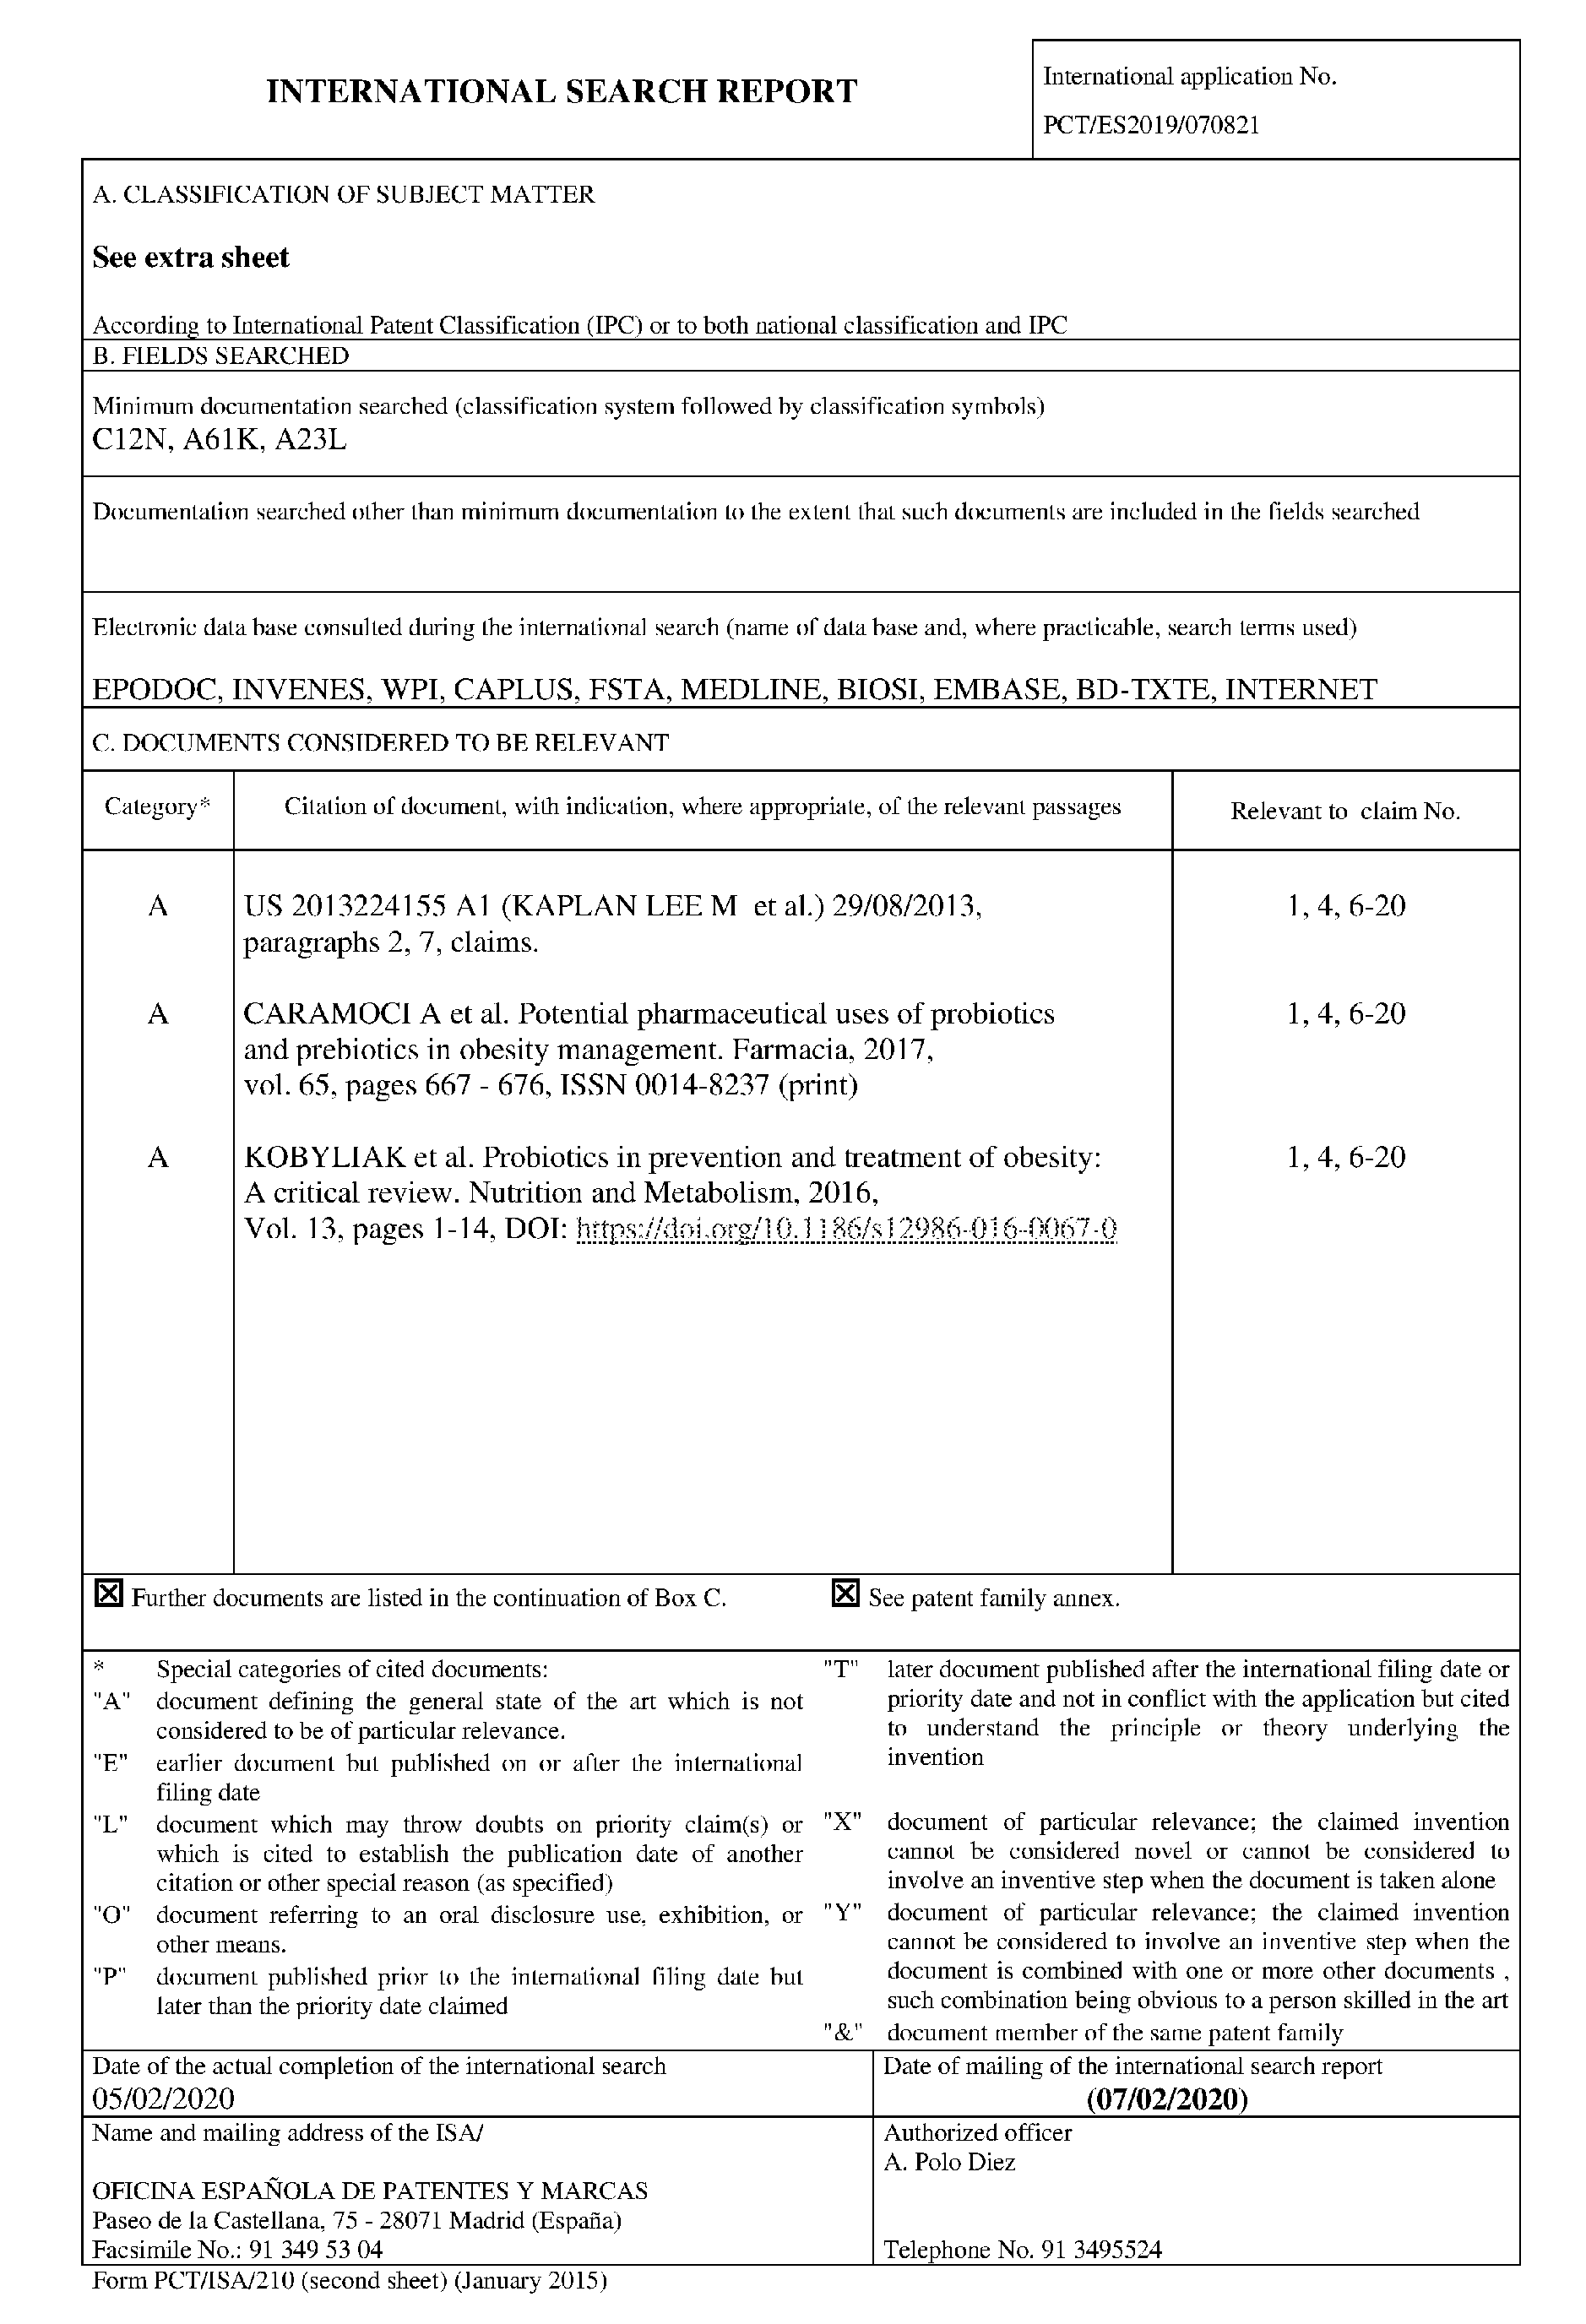 INTERNATIONAL SEARCH REPORT
International application No.
PCT/ES2019/070821
A. CLASSIFICATION OF SUBJECT MATTER
See extra sheet
According to International Patent Classification (IPC) or to both national classification and IPC
B. FIELDS SEARCHED
Minimum documentation searched (classification system followed by classification symbols)
C12N, A61K, A23L
Documentation searched other than minimum documentation to the extent that such documents are included in the fields searched
Electronic data base consulted during the international search (name of data base and, where practicable, search terms used)
EPODOC, INVENES, WPI, CAPLUS, FSTA, MEDLINE, BIOSI, EMBASE, BD-TXTE, INTERNET
C. DOCUMENTS CONSIDERED TO BE RELEVANT
Category* Citation of document, with indication, where appropriate, of the relevant passages Relevant to claim No.
A US 2013224155 A1 (KAPLAN LEE M et al.) 29/08/2013, 1, 4, 6-20
paragraphs 2, 7, claims.
A CARAMOCI A et al. Potential pharmaceutical uses of probiotics 1, 4, 6-20
and prebiotics in obesity management. Farmacia, 2017,
vol. 65, pages 667 - 676, ISSN 0014-8237 (print)
A KOBYLIAK et al. Probiotics in prevention and treatment of obesity: 1, 4, 6-20
A critical review. Nutrition and Metabolism, 2016,
Vol. 13, pages 1-14, DOI: https://doi.org/10.1186/s12986-016-0067-0
☒ Further documents are listed in the continuation of Box C. ☒ See patent family annex.
* Special categories of cited documents:
"A" document defining the general state of the art which is not
considered to be of particular relevance.
"E" earlier document but published on or after the international
filing date
"L" document which may throw doubts on priority claim(s) or
which is cited to establish the publication date of another
citation or other special reason (as specified)
"O" document referring to an oral disclosure use, exhibition, or
other means.
"P" document published prior to the international filing date but
later than the priority date claimed
"T" later document published after the international filing date or
priority date and not in conflict with the application but cited
to understand the principle or theory underlying the
invention
"X" document of particular relevance; the claimed invention
cannot be considered novel or cannot be considered to
involve an inventive step when the document is taken alone
"Y" document of particular relevance; the claimed invention
cannot be considered to involve an inventive step when the
document is combined with one or more other documents ,
such combination being obvious to a person skilled in the art
"&" document member of the same patent family
Date of the actual completion of the international search
05/02/2020
Date of mailing of the international search report
(07/02/2020)
Name and mailing address of the ISA/
OFICINA ESPAÑOLA DE PATENTES Y MARCAS
Paseo de la Castellana, 75 - 28071 Madrid (España)
Facsimile No.: 91 349 53 04
Authorized officer
A. Polo Diez
Telephone No. 91 3495524
Form PCT/ISA/210 (second sheet) (January 2015)